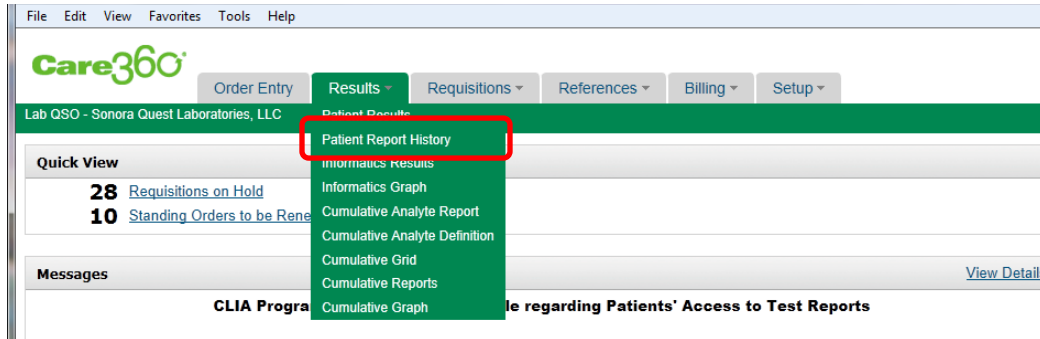 File Edit View Favorites Tools Help
Care360
Order Entry Results Requisitions References Billing Setup
Lab QSO - Sonora Quest Laboratories, LLC
Patient Results
Patient Report History
Quick View
Informatics Results
28 Requisitions on Hold
Informatics Graph
10 Standing Orders to be Rene
Cumulative Analyte Report
Cumulative Analyte Definition
Cumulative Grid
Messages
View Detail
Cumulative Reports
CLIA Progra
Cumulative Graph
le regarding Patients' Access to Test Reports